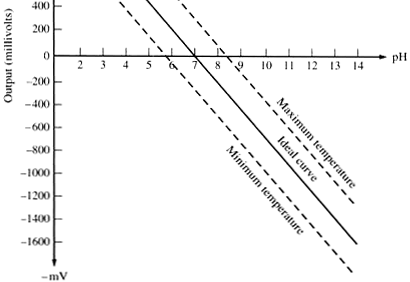 Output (millivolts)
400
200
0
-200
-400
-600
-800
-1000
-1200
-1400
-1600
-mV
2 3 4 5 6 7 8 9 10 11 12 13 14
pH
Maximum temperature
Ideal curve
Minimum temperature